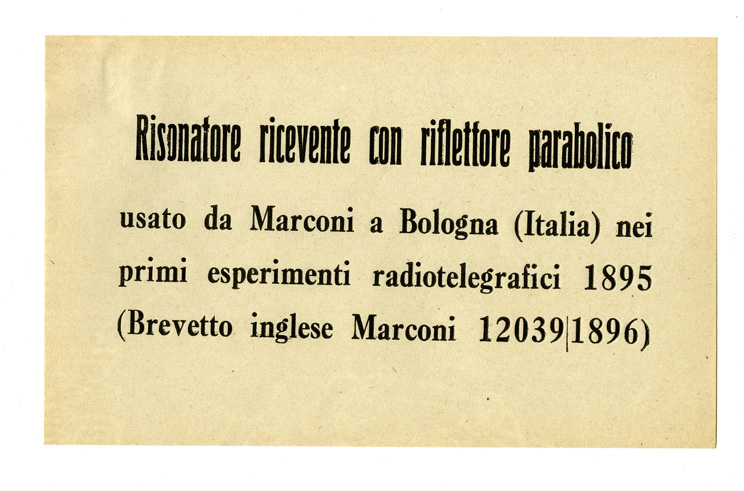 Risonatore ricevente con riflettore parabolico
usato da Marconi a Bologna (Italia) nei
primi esperimenti radiotelegrafici 1895
(Brevetto inglese Marconi 12039|1896)